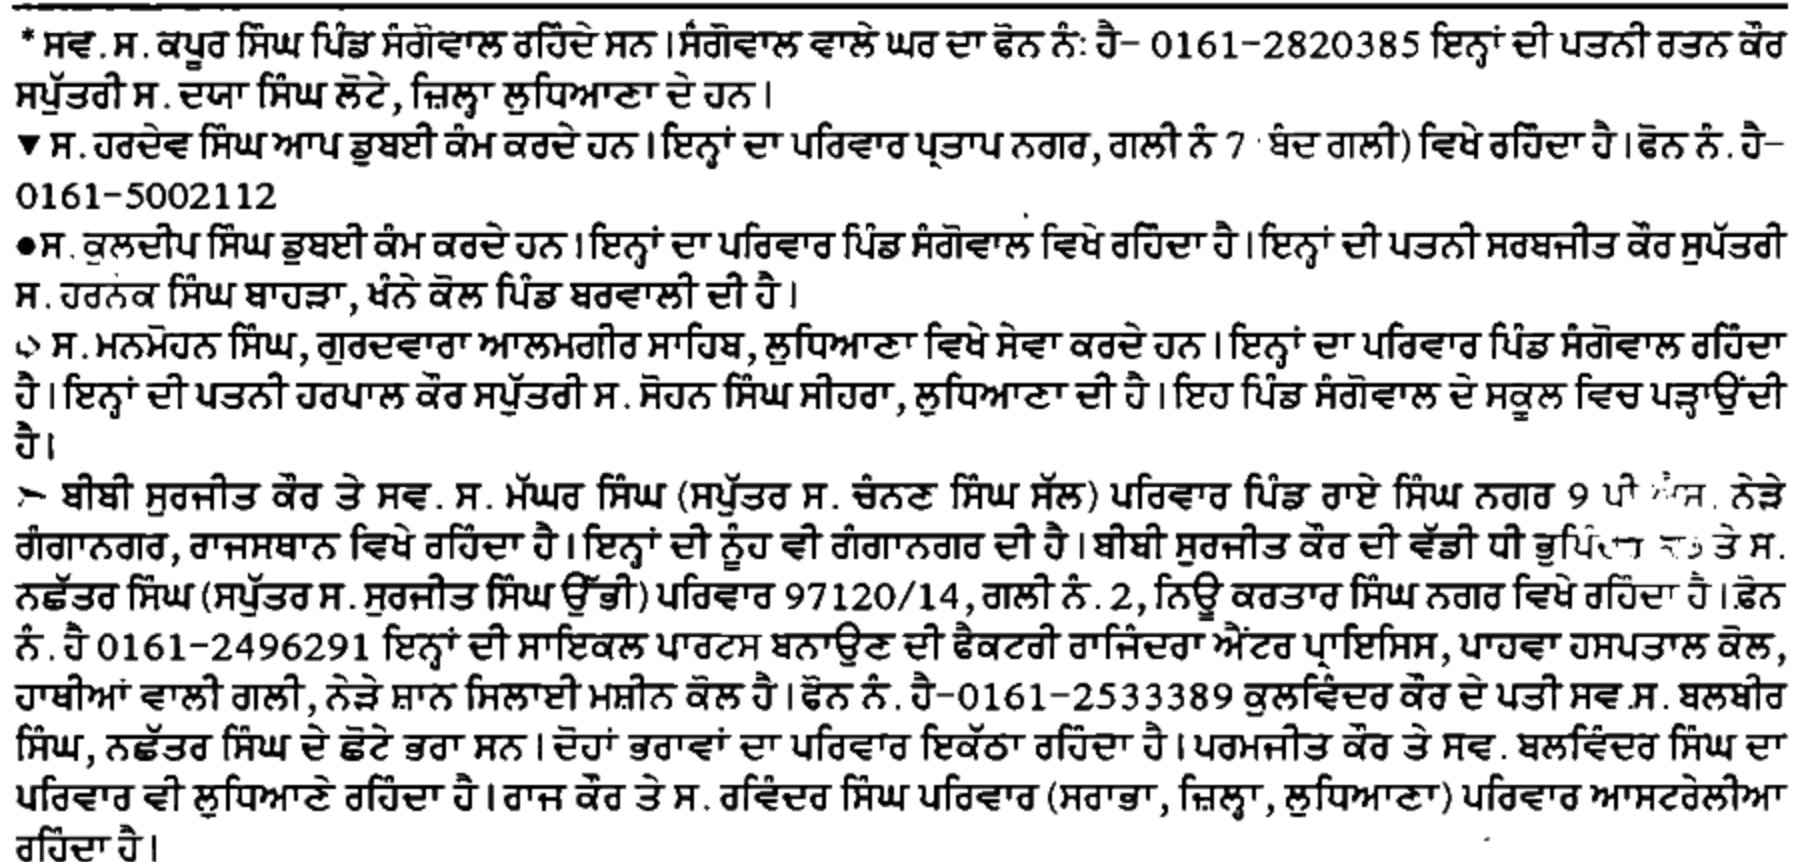 * ਸਵ.ਸ. ਕਪੂਰ ਸਿੰਘ ਪਿੰਡ ਸੰਗੋਵਾਲ ਰਹਿੰਦੇ ਸਨ।ਸੰਗੋਵਾਲ ਵਾਲੇ ਘਰ ਦਾ ਫੋਨ ਨੰ: ਹੈ- 0161-2820385 ਇਨ੍ਹਾਂ ਦੀ ਪਤਨੀ ਰਤਨ ਕੌਰ
ਸਪੁੱਤਰੀ ਸ. ਦਯਾ ਸਿੰਘ ਲੋਟੇ, ਜ਼ਿਲ੍ਹਾ ਲੁਧਿਆਣਾ ਦੇ ਹਨ।
▼ ਸ. ਹਰਦੇਵ ਸਿੰਘ ਆਪ ਡੁਬਈ ਕੰਮ ਕਰਦੇ ਹਨ।ਇਨ੍ਹਾਂ ਦਾ ਪਰਿਵਾਰ ਪ੍ਰਤਾਪ ਨਗਰ, ਗਲੀ ਨੰ 7 ਬੰਦ ਗਲੀ) ਵਿਖੇ ਰਹਿੰਦਾ ਹੈ।ਫੋਨ ਨੰ. ਹੈ-
0161-5002112
●ਸ. ਕੁਲਦੀਪ ਸਿੰਘ ਡੁਬਈ ਕੰਮ ਕਰਦੇ ਹਨ।ਇਨ੍ਹਾਂ ਦਾ ਪਰਿਵਾਰ ਪਿੰਡ ਸੰਗੋਵਾਲ ਵਿਖੇ ਰਹਿੰਦਾ ਹੈ।ਇਨ੍ਹਾਂ ਦੀ ਪਤਨੀ ਸਰਬਜੀਤ ਕੌਰ ਸੁਪੱਤਰੀ
ਸ. ਹਰਨੇਕ ਸਿੰਘ ਬਾਹੜਾ, ਖੰਨੇ ਕੋਲ ਪਿੰਡ ਬਰਵਾਲੀ ਦੀ ਹੈ।
ਸ. ਮਨਮੋਹਨ ਸਿੰਘ, ਗੁਰਦਵਾਰਾ ਆਲਮਗੀਰ ਸਾਹਿਬ, ਲੁਧਿਆਣਾ ਵਿਖੇ ਸੇਵਾ ਕਰਦੇ ਹਨ।ਇਨ੍ਹਾਂ ਦਾ ਪਰਿਵਾਰ ਪਿੰਡ ਸੰਗੋਵਾਲ ਰਹਿੰਦਾ
ਹੈ।ਇਨ੍ਹਾਂ ਦੀ ਪਤਨੀ ਹਰਪਾਲ ਕੌਰ ਸਪੁੱਤਰੀ ਸ. ਸੋਹਨ ਸਿੰਘ ਸੀਹਰਾ, ਲੁਧਿਆਣਾ ਦੀ ਹੈ।ਇਹ ਪਿੰਡ ਸੰਗੋਵਾਲ ਦੇ ਸਕੂਲ ਵਿਚ ਪੜ੍ਹਾਉਂਦੀ
ਹੈ।
➣ ਬੀਬੀ ਸੁਰਜੀਤ ਕੌਰ ਤੇ ਸਵ. ਸ. ਮੱਘਰ ਸਿੰਘ (ਸਪੁੱਤਰ ਸ. ਚੰਨਣ ਸਿੰਘ ਸੱਲ) ਪਰਿਵਾਰ ਪਿੰਡ ਰਾਏ ਸਿੰਘ ਨਗਰ 9 ਪੀ ਨੇੜੇ
ਗੰਗਾਨਗਰ, ਰਾਜਸਥਾਨ ਵਿਖੇ ਰਹਿੰਦਾ ਹੈ।ਇਨ੍ਹਾਂ ਦੀ ਨੂੰਹ ਵੀ ਗੰਗਾਨਗਰ ਦੀ ਹੈ।ਬੀਬੀ ਸੁਰਜੀਤ ਕੌਰ ਦੀ ਵੱਡੀ ਧੀ ਤੇ ਸ.
ਨਛੱਤਰ ਸਿੰਘ (ਸਪੁੱਤਰ ਸ. ਸੁਰਜੀਤ ਸਿੰਘ ਉੱਭੀ) ਪਰਿਵਾਰ 97120/14, ਗਲੀ ਨੰ. 2, ਨਿਊ ਕਰਤਾਰ ਸਿੰਘ ਨਗਰ ਵਿਖੇ ਰਹਿੰਦਾ ਹੈ।ਫੋਨ
ਨੰ. ਹੈ 0161-2496291 ਇਨ੍ਹਾਂ ਦੀ ਸਾਇਕਲ ਪਾਰਟਸ ਬਨਾਉਣ ਦੀ ਫੈਕਟਰੀ ਰਾਜਿੰਦਰਾ ਐਂਟਰ ਪ੍ਰਾਇਸਿਸ, ਪਾਹਵਾ ਹਸਪਤਾਲ ਕੋਲ,
ਹਾਥੀਆਂ ਵਾਲੀ ਗਲੀ, ਨੇੜੇ ਸ਼ਾਨ ਸਿਲਾਈ ਮਸ਼ੀਨ ਕੋਲ ਹੈ।ਫੋਨ ਨੰ. ਹੈ-0161-2533389 ਕੁਲਵਿੰਦਰ ਕੌਰ ਦੇ ਪਤੀ ਸਵ.ਸ. ਬਲਬੀਰ
ਸਿੰਘ, ਨਛੱਤਰ ਸਿੰਘ ਦੇ ਛੋਟੇ ਭਰਾ ਸਨ।ਦੋਹਾਂ ਭਰਾਵਾਂ ਦਾ ਪਰਿਵਾਰ ਇਕੱਠਾ ਰਹਿੰਦਾ ਹੈ।ਪਰਮਜੀਤ ਕੌਰ ਤੇ ਸਵ. ਬਲਵਿੰਦਰ ਸਿੰਘ ਦਾ
ਪਰਿਵਾਰ ਵੀ ਲੁਧਿਆਣੇ ਰਹਿੰਦਾ ਹੈ।ਰਾਜ ਕੌਰ ਤੇ ਸ. ਰਵਿੰਦਰ ਸਿੰਘ ਪਰਿਵਾਰ (ਸਰਾਭਾ, ਜ਼ਿਲ੍ਹਾ, ਲੁਧਿਆਣਾ) ਪਰਿਵਾਰ ਆਸਟਰੇਲੀਆ
ਰਹਿੰਦਾ ਹੈ।